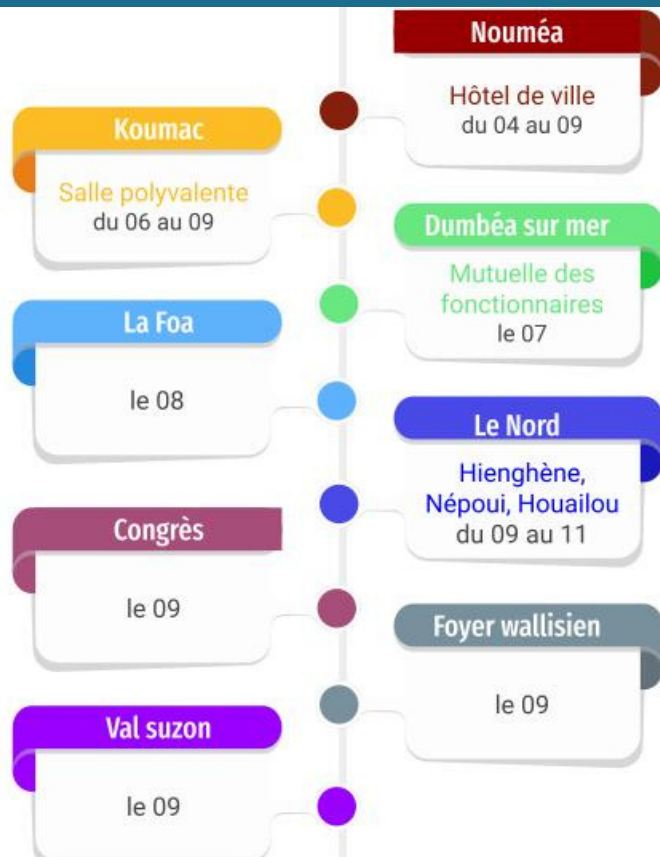 Nouméa
Hôtel de ville
du 04 au 09
Koumac
Salle polyvalente
du 06 au 09
Dumbéa sur mer
Mutuelle des
fonctionnaires
le 07
La Foa
le 08
Le Nord
Hienghène,
Népoui, Houailou
du 09 au 11
Congrès
le 09
Foyer wallisien
le 09
Val suzon
le 09